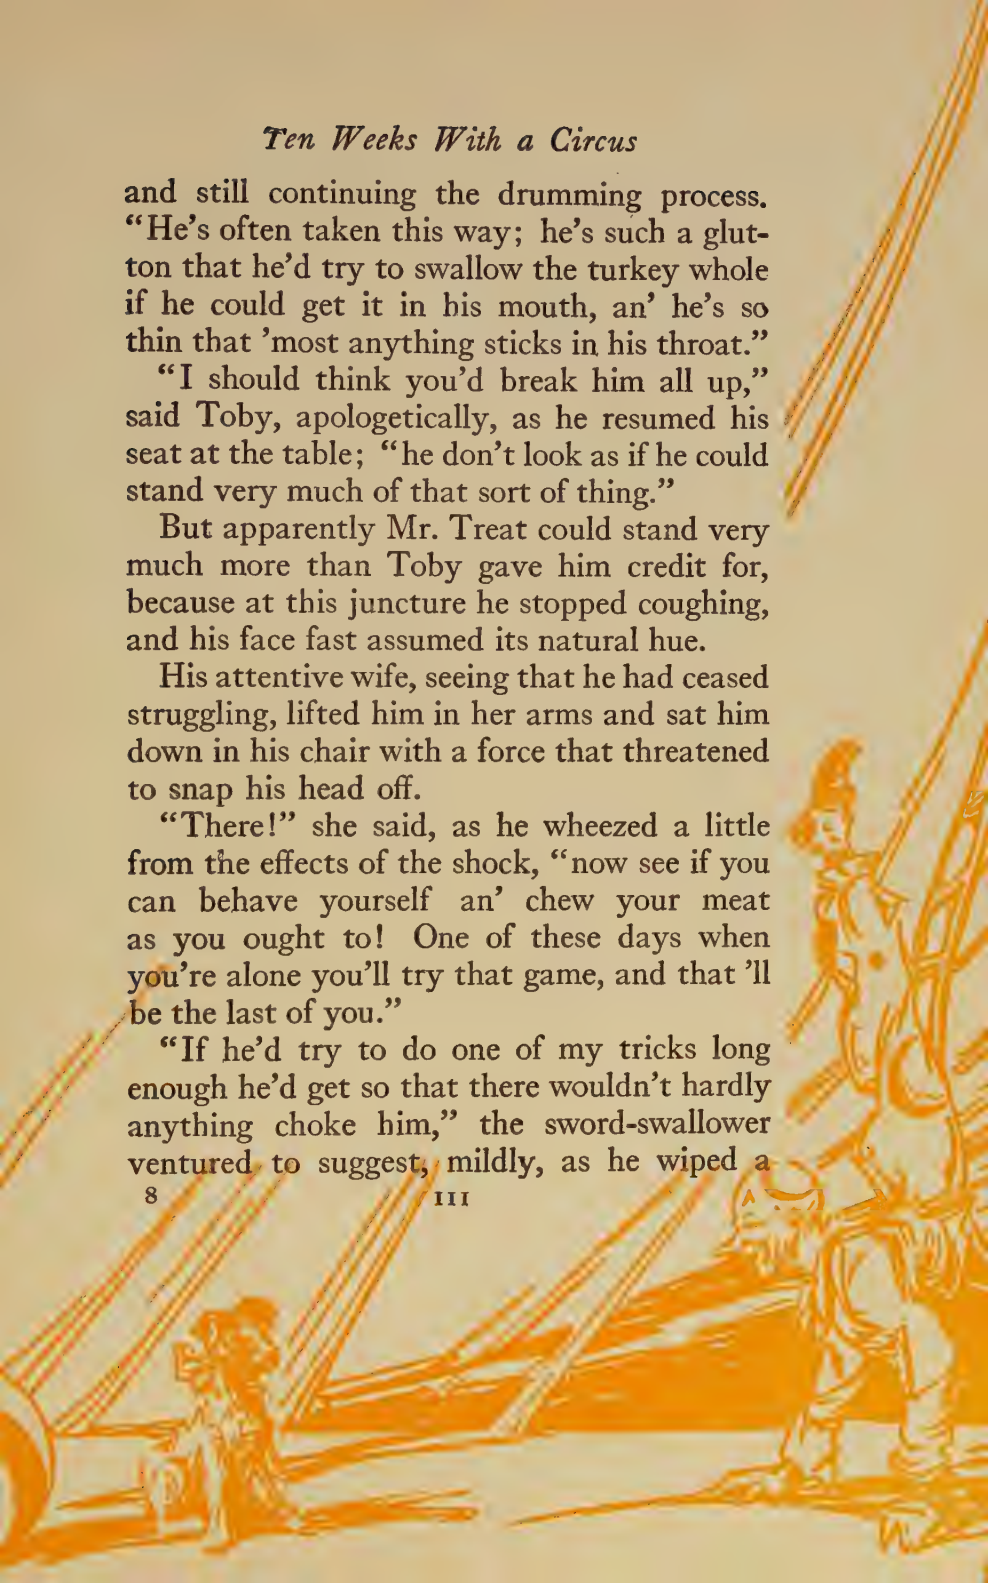 Ten Weeks With a Circus
and still continuing the drumming process.
“He’s often taken this way; he’s such a glut-
ton that he’d try to swallow the turkey whole
if he could get it in his mouth, an’ he’s so
thin that ’most anything sticks in his throat.”
“I should think you’d break him all up,”
said Toby, apologetically, as he resumed his
seat at the table; “he don’t look as if he could
stand very much of that sort of thing.”
But apparently Mr. Treat could stand very
much more than Toby gave him credit for,
because at this juncture he stopped coughing,
and his face fast assumed its natural hue.
His attentive wife, seeing that he had ceased
struggling, lifted him in her arms and sat him
down in his chair with a force that threatened
to snap his head off.
“There!” she said, as he wheezed a little
from the effects of the shock, “now see if you
can behave yourself an’ chew your meat
as you ought to! One of these days when
you’re alone you’ll try that game, and that ’ll
be the last of you.”
“If he’d try to do one of my tricks long
enough he’d get so that there wouldn’t hardly
anything choke him,” the sword-swallower
ventured to suggest, mildly, as he wiped a
8 111